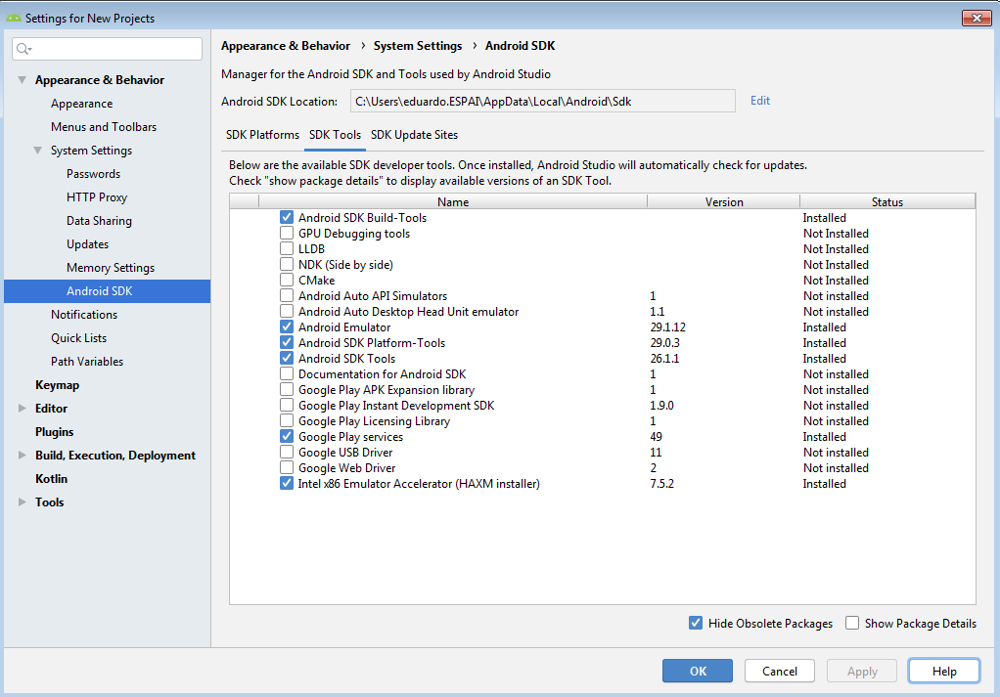 Settings for New Projects
Appearance & Behavior
Appearance
Menus and Toolbars
System Settings
Passwords
HTTP Proxy
Data Sharing
Updates
Memory Settings
Android SDK
Notifications
Quick Lists
Path Variables
Keymap
Editor
Plugins
Build, Execution, Deployment
Kotlin
Tools
Appearance & Behavior › System Settings › Android SDK
Manager for the Android SDK and Tools used by Android Studio
Android SDK Location: C:\Users\eduardo.ESPAI\AppData\Local\Android\Sdk Edit
SDK Platforms SDK Tools SDK Update Sites
Below are the available SDK developer tools. Once installed, Android Studio will automatically check for updates.
Check "show package details" to display available versions of an SDK Tool.
Name Version Status
Android SDK Build-Tools Installed
GPU Debugging tools Not Installed
LLDB Not Installed
NDK (Side by side) Not Installed
CMake Not Installed
Android Auto API Simulators 1 Not installed
Android Auto Desktop Head Unit emulator 1.1 Not installed
Android Emulator 29.1.12 Installed
Android SDK Platform-Tools 29.0.3 Installed
Android SDK Tools 26.1.1 Installed
Documentation for Android SDK 1 Not installed
Google Play APK Expansion library 1 Not installed
Google Play Instant Development SDK 1.9.0 Not installed
Google Play Licensing Library 1 Not installed
Google Play services 49 Installed
Google USB Driver 11 Not installed
Google Web Driver 2 Not installed
Intel x86 Emulator Accelerator (HAXM installer) 7.5.2 Installed
Hide Obsolete Packages Show Package Details
OK Cancel Apply Help